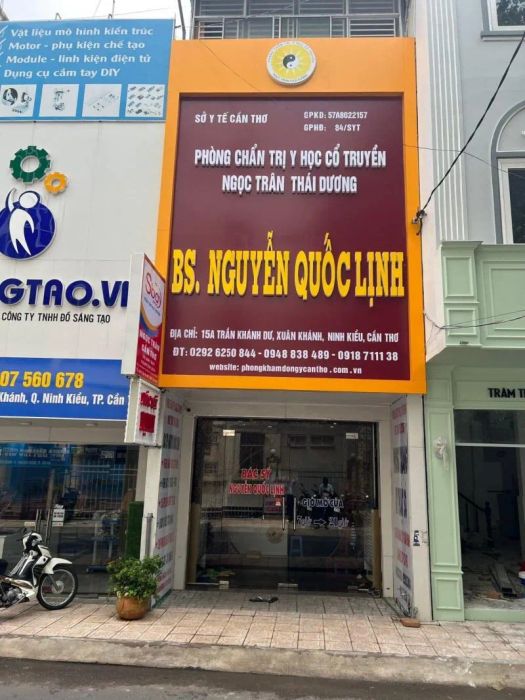 Vật liệu mô hình kiến trúc
Motor - phụ kiện chế tạo
Module - linh kiện điện tử
Dụng cụ cầm tay DIY
GTAO.VN
CÔNG TY TNHH ĐỒ SÁNG TẠO
07 560 678
Khánh, Q. Ninh Kiều, TP. Cần
SỞ Y TẾ CẦN THƠ
GPKD: 57A8022157
GPHĐ: 84/SYT
PHÒNG CHẨN TRỊ Y HỌC CỔ TRUYỀN
NGỌC TRÂN THÁI DƯƠNG
BS. NGUYỄN QUỐC LỊNH
ĐỊA CHỈ: 15A TRẦN KHÁNH DƯ, XUÂN KHÁNH, NINH KIỀU, CẦN THƠ
ĐT: 0292 6250 844 - 0948 838 489 - 0918 7111 38
website: phongkhamdongycantho.com.vn
BÁC SỸ
NGUYỄN QUỐC LỊNH
GIỜ MỞ CỬA
TRÂM